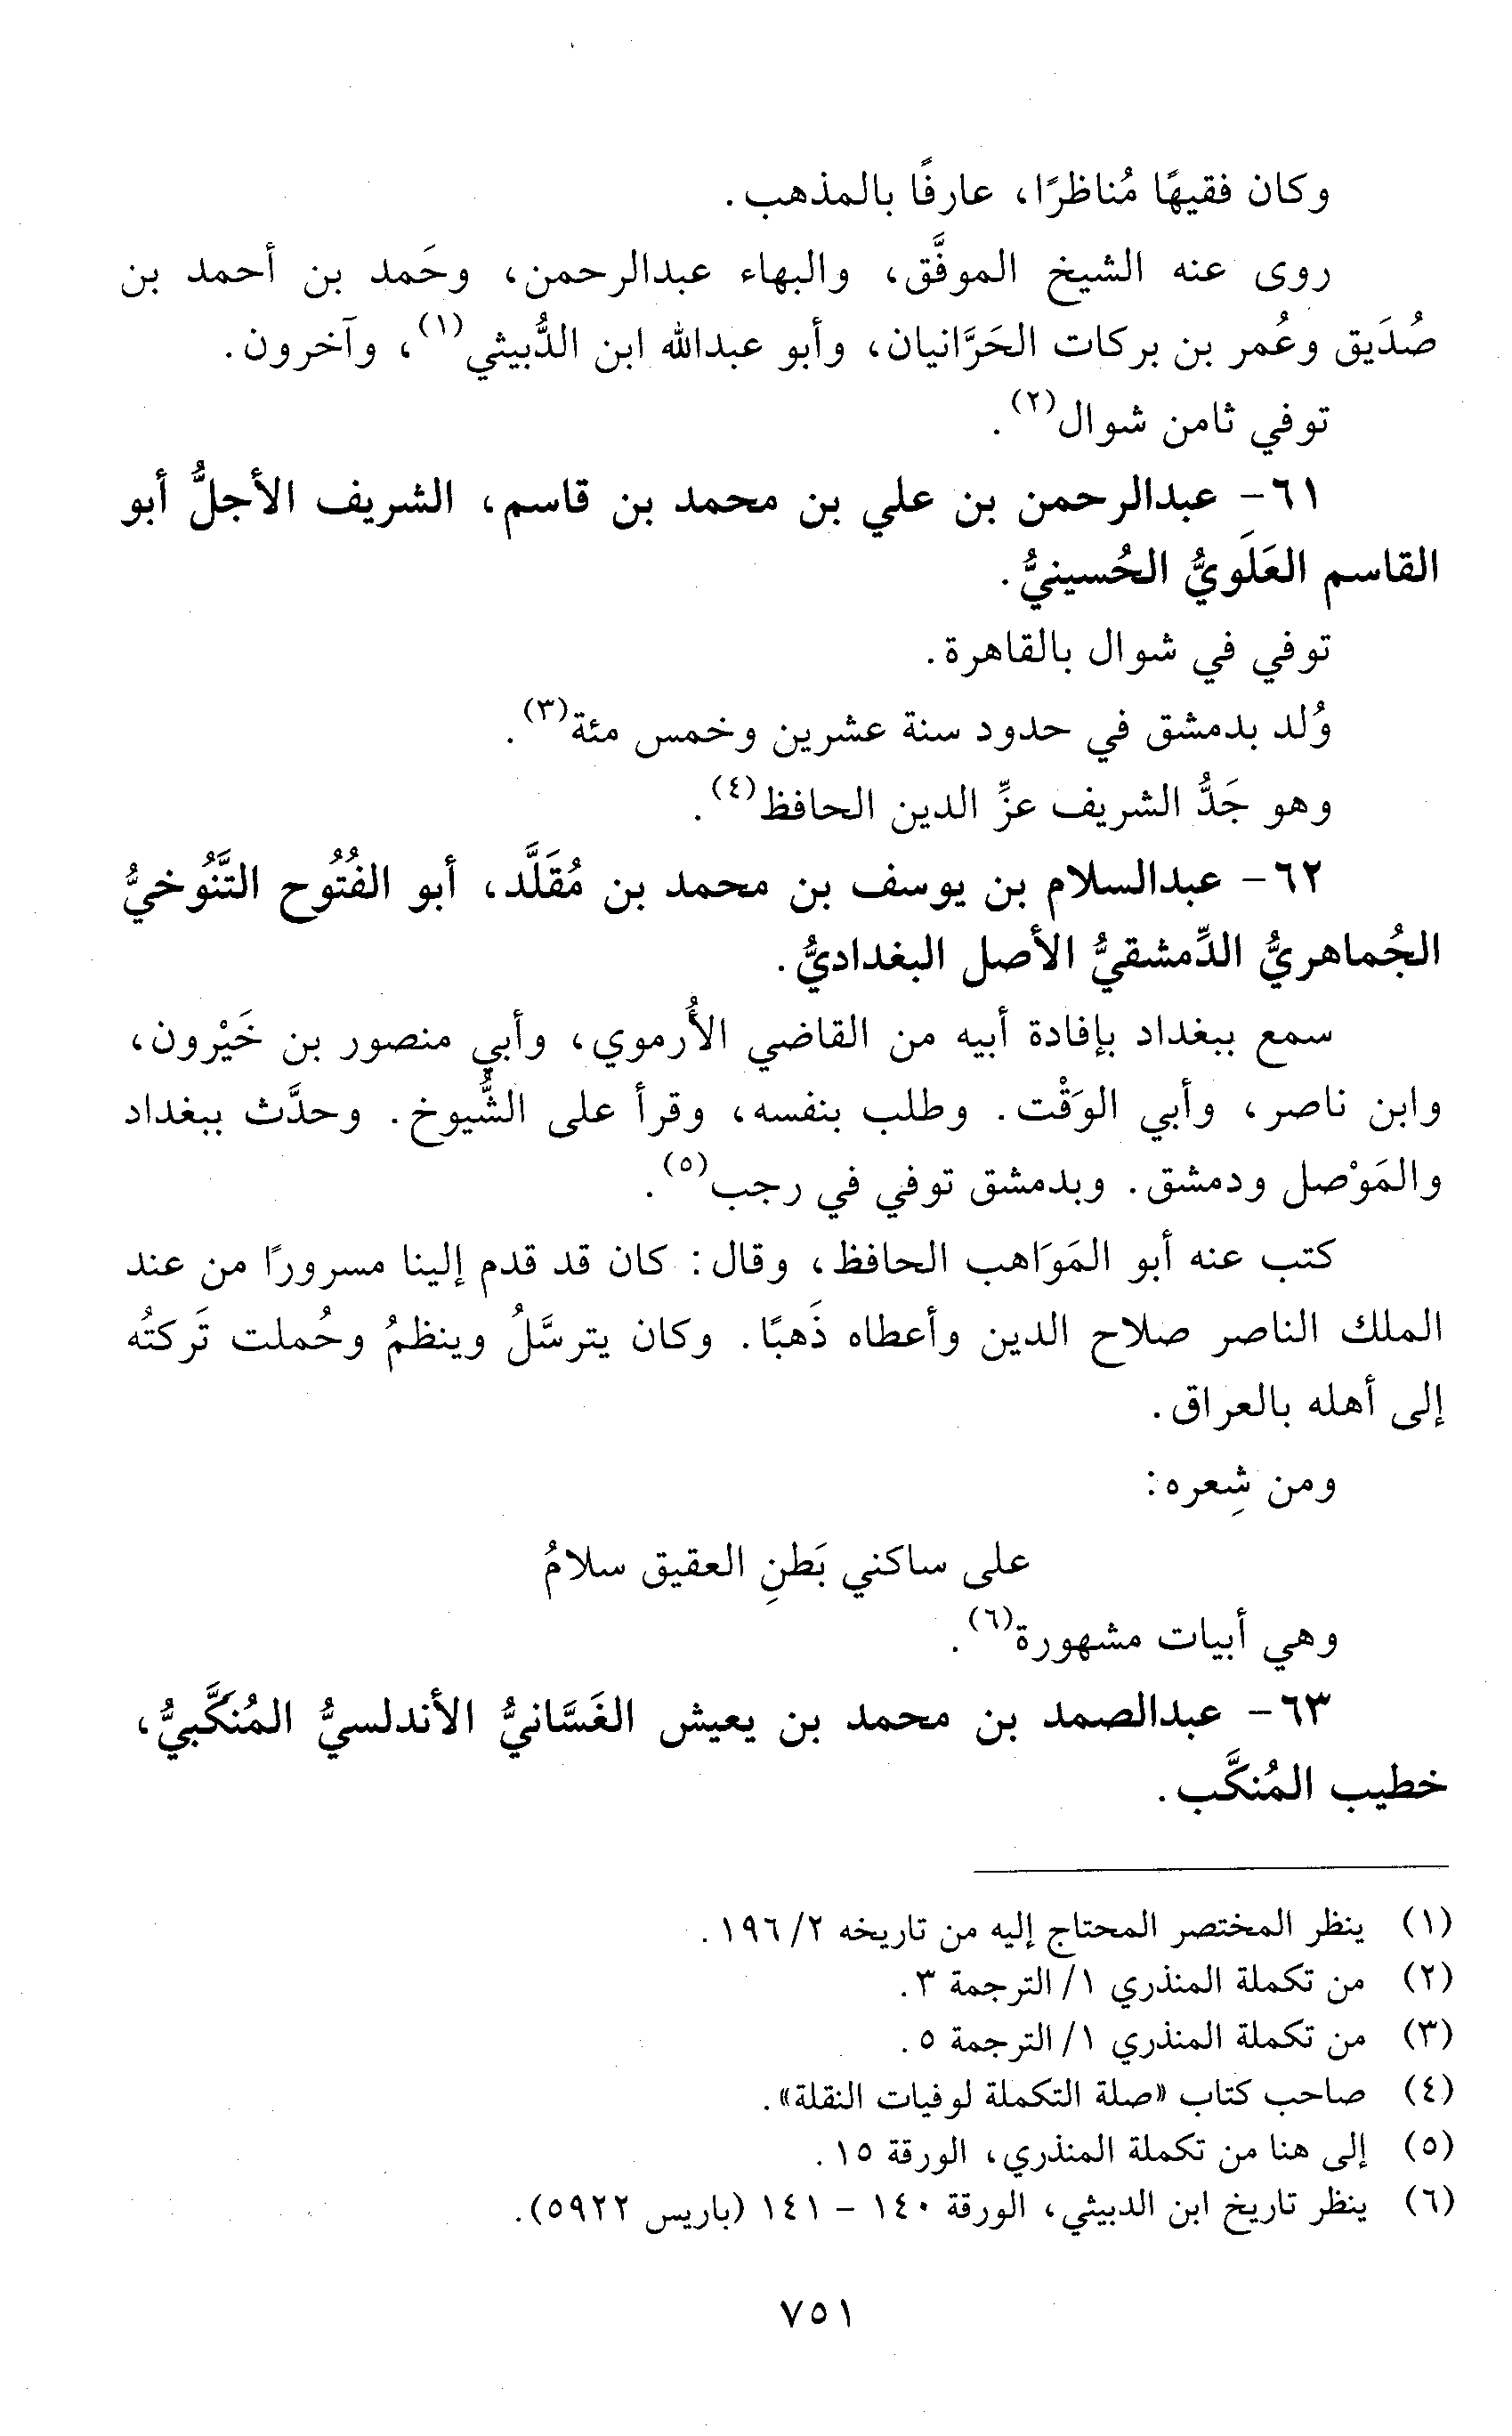 وكان فقيهًا مُناظرًا، عارفًا بالمذهب.
روى عنه الشيخ الموفَّق، والبهاء عبدالرحمن، وحَمد بن أحمد بن
صُدَيق وعُمر بن بركات الحَرَّانيان، وأبو عبدالله ابن الدُّبيثي(١)، وآخرون.
توفي ثامن شوال(٢).
٦١- عبدالرحمن بن علي بن محمد بن قاسم، الشريف الأجلُّ أبو
القاسم العَلَويُّ الحُسينيُّ.
توفي في شوال بالقاهرة.
وُلد بدمشق في حدود سنة عشرين وخمس مئة(٣).
وهو جَدُّ الشريف عزِّ الدين الحافظ(٤).
٦٢- عبدالسلام بن يوسف بن محمد بن مُقَلَّد، أبو الفُتُوح التَّنُوخيُّ
الجُماهريُّ الدِّمشقيُّ الأصل البغداديُّ.
سمع ببغداد بإفادة أبيه من القاضي الأُرموي، وأبي منصور بن خَيْرون،
وابن ناصر، وأبي الوَقْت. وطلب بنفسه، وقرأ على الشُّيوخ. وحدَّث ببغداد
والمَوْصل ودمشق. وبدمشق توفي في رجب(٥).
كتب عنه أبو المَوَاهب الحافظ، وقال: كان قد قدم إلينا مسرورًا من عند
الملك الناصر صلاح الدين وأعطاه ذَهبًا. وكان يترسَّلُ وينظمُ وحُملت تَركتُه
إلى أهله بالعراق.
ومن شِعره:
على ساكني بَطنِ العقيق سلامُ
وهي أبيات مشهورة(٦).
٦٣- عبدالصمد بن محمد بن يعيش الغَسَّانيُّ الأندلسيُّ المُنَكَّبيُّ،
خطيب المُنكَّب.
(١) ينظر المختصر المحتاج إليه من تاريخه ٢/ ١٩٦.
(٢) من تكملة المنذري ١/ الترجمة ٣.
(٣) من تكملة المنذري ١/ الترجمة ٥.
(٤) صاحب كتاب «صلة التكملة لوفيات النقلة».
(٥) إلى هنا من تكملة المنذري، الورقة ١٥.
(٦) ينظر تاريخ ابن الدبيثي، الورقة ١٤٠ - ١٤١ (باريس ٥٩٢٢).
٧٥١